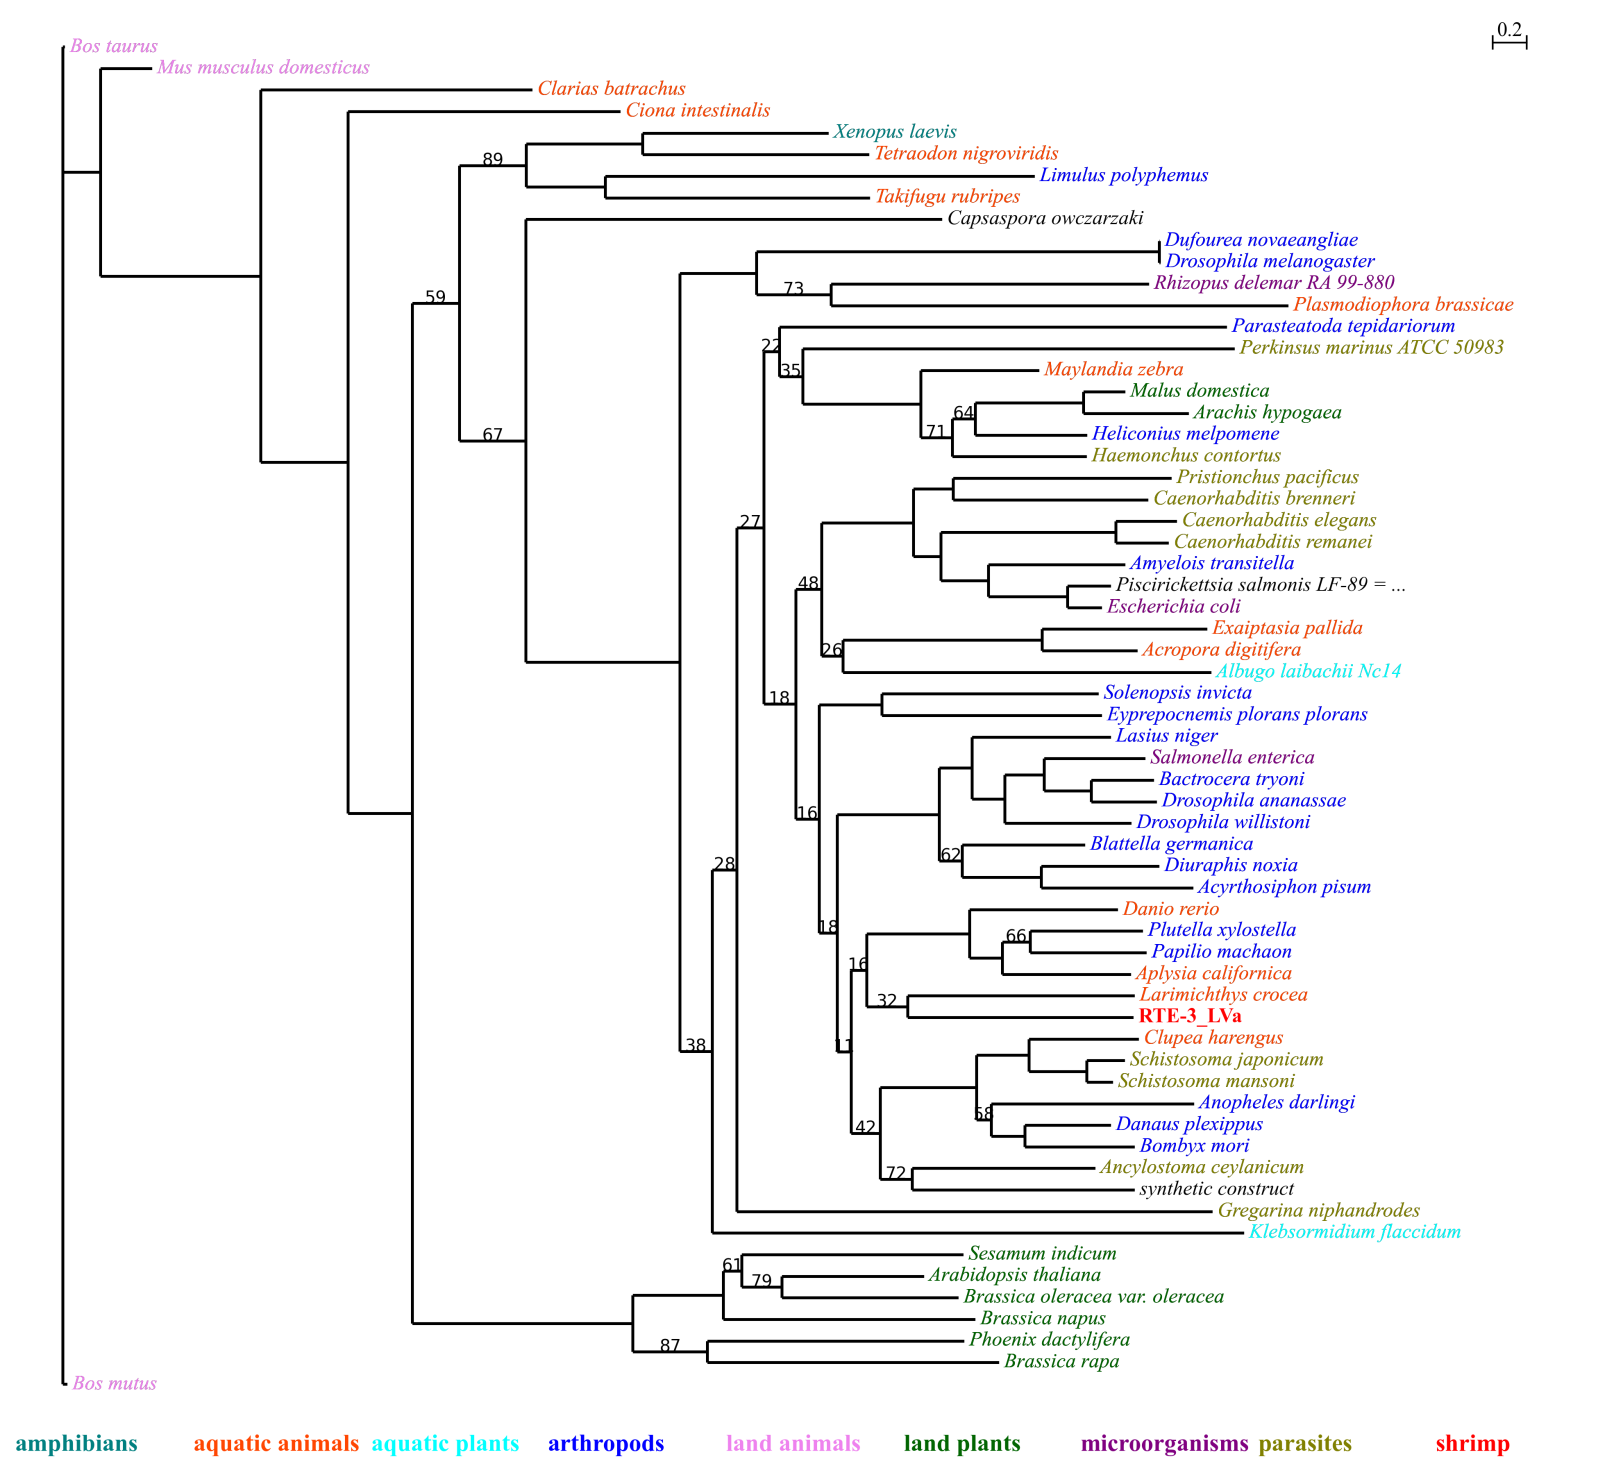 0.2
Bos taurus
Mus musculus domesticus
Clarias batrachus
Ciona intestinalis
Xenopus laevis
89
Tetraodon nigroviridis
Limulus polyphemus
Takifugu rubripes
Capsaspora owczarzaki
Dufourea novaeangliae
Drosophila melanogaster
Rhizopus delemar RA 99-880
73
59
Plasmodiophora brassicae
Parasteatoda tepidariorum
22
Perkinsus marinus ATCC 50983
35
Maylandia zebra
Malus domestica
64
Arachis hypogaea
71
67
Heliconius melpomene
Haemonchus contortus
Pristionchus pacificus
Caenorhabditis brenneri
27
Caenorhabditis elegans
Caenorhabditis remanei
Amyelois transitella
48
Piscirickettsia salmonis LF-89 = ...
Escherichia coli
Exaiptasia pallida
26
Acropora digitifera
Albugo laibachii Nc14
18
Solenopsis invicta
Eyprepocnemis plorans plorans
Lasius niger
Salmonella enterica
Bactrocera tryoni
Drosophila ananassae
16
Drosophila willistoni
Blattella germanica
62
28
Diuraphis noxia
Acyrthosiphon pisum
Danio rerio
18
Plutella xylostella
66
Papilio machaon
16
Aplysia californica
Larimichthys crocea
32
RTE-3_LVa
Clupea harengus
38
11
Schistosoma japonicum
Schistosoma mansoni
Anopheles darlingi
58
Danaus plexippus
42
Bombyx mori
Ancylostoma ceylanicum
72
synthetic construct
Gregarina niphandrodes
Klebsormidium flaccidum
Sesamum indicum
61
Arabidopsis thaliana
79
Brassica oleracea var. oleracea
Brassica napus
Phoenix dactylifera
87
Brassica rapa
Bos mutus
amphibians aquatic animals aquatic plants arthropods land animals land plants microorganisms parasites shrimp